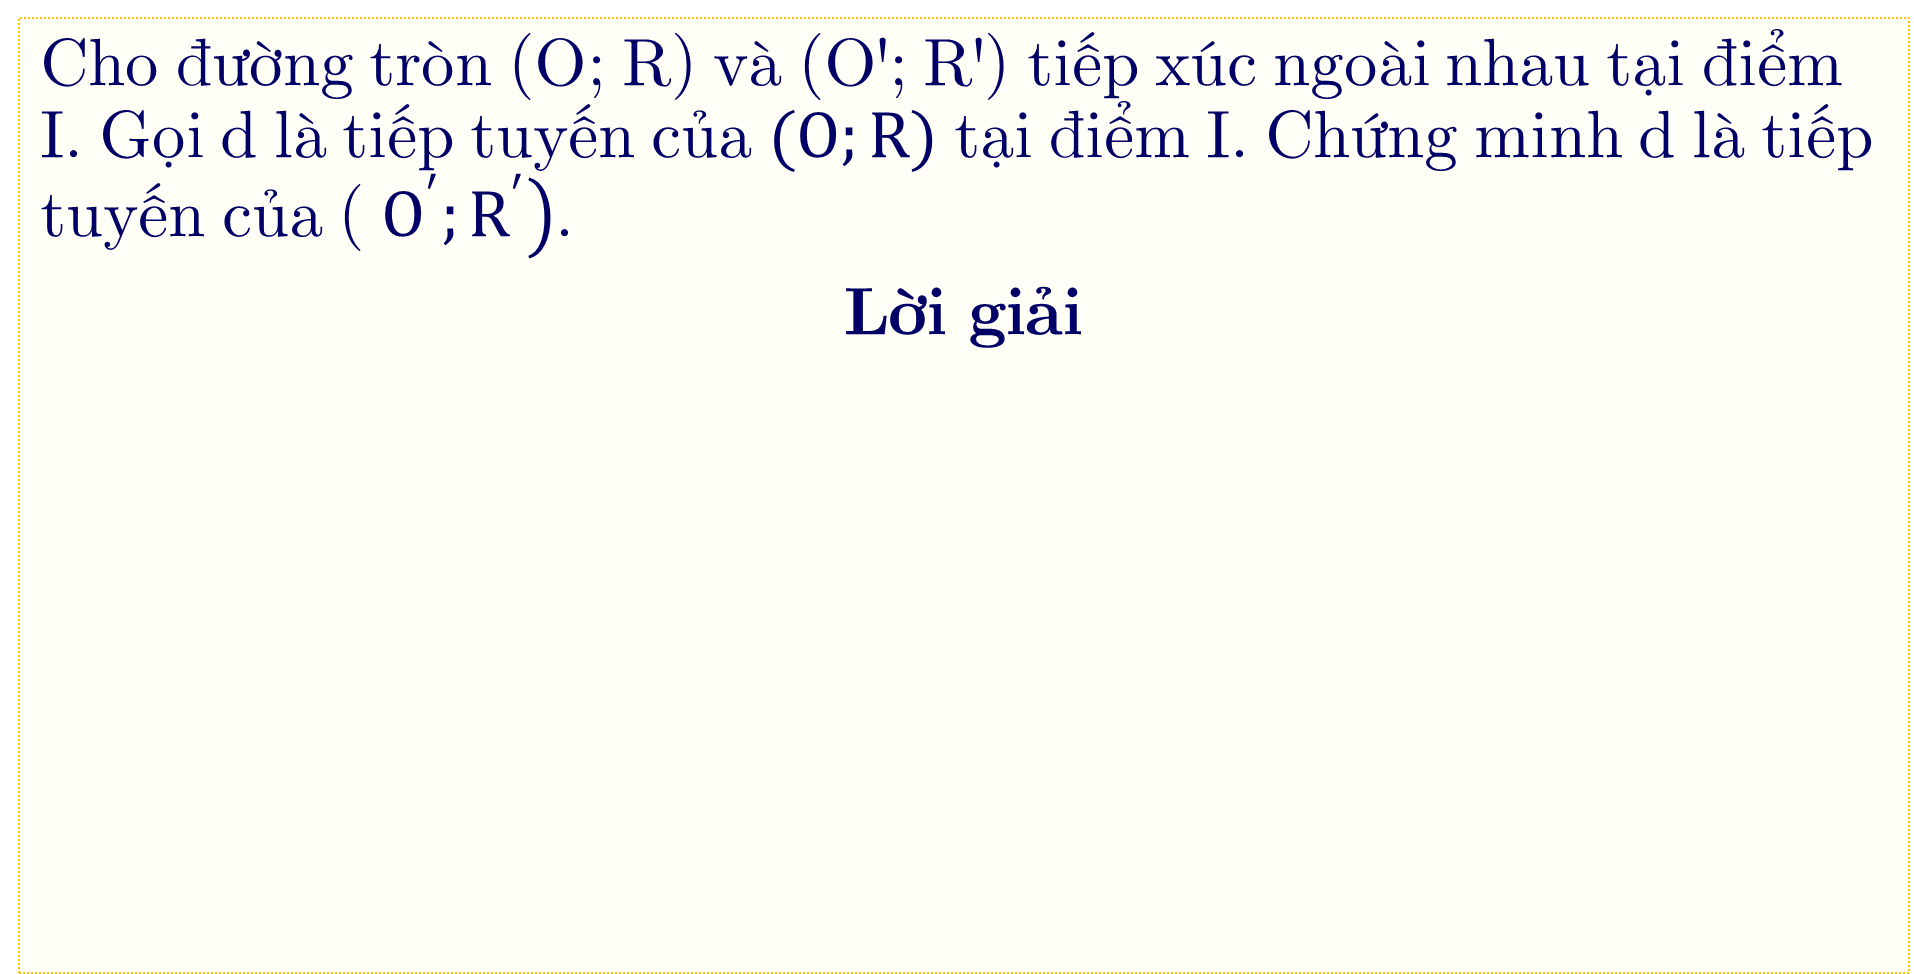 Cho đường tròn (O; R) và (O'; R') tiếp xúc ngoài nhau tại điểm
I. Gọi d là tiếp tuyến của (O; R) tại điểm I. Chứng minh d là tiếp
tuyến của ( O′; R′).
Lời giải